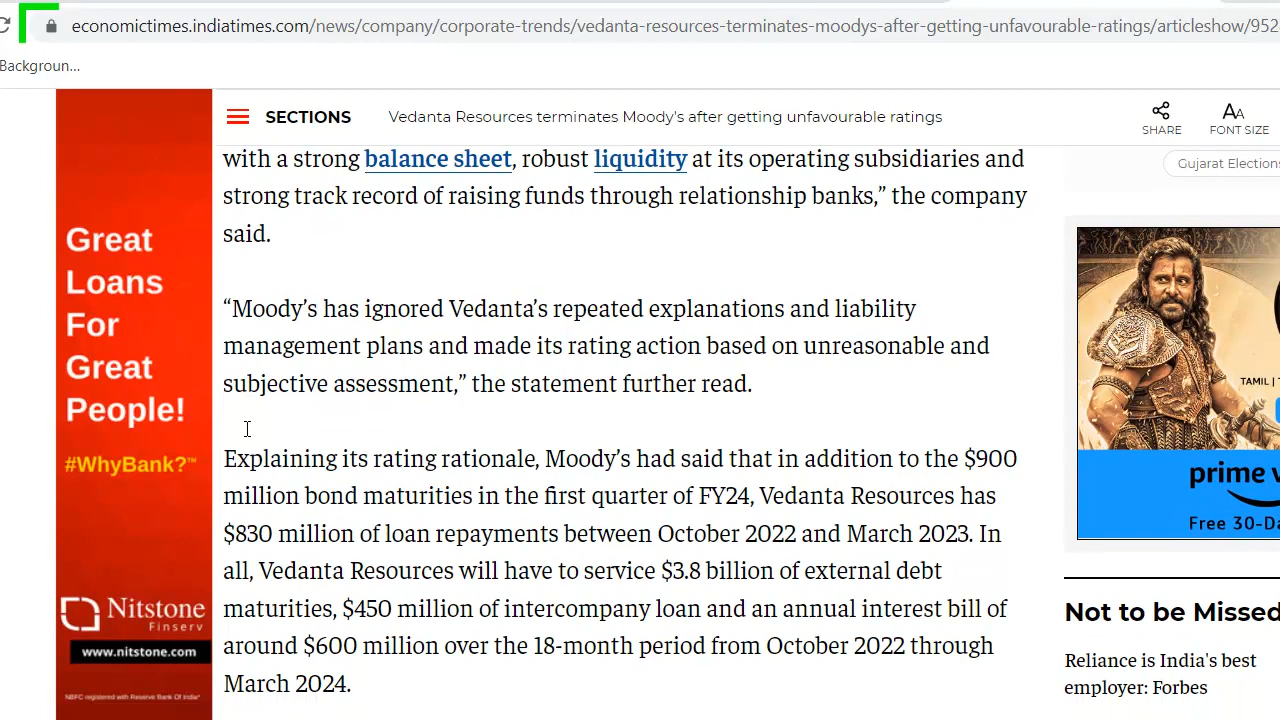 economictimes.indiatimes.com/news/company/corporate-trends/vedanta-resources-terminates-moodys-after-getting-unfavourable-ratings/articleshow/952
Backgroun...
SECTIONS
Vedanta Resources terminates Moody's after getting unfavourable ratings
SHARE
FONT SIZE
with a strong balance sheet, robust liquidity at its operating subsidiaries and
strong track record of raising funds through relationship banks,” the company
said.
“Moody’s has ignored Vedanta’s repeated explanations and liability
management plans and made its rating action based on unreasonable and
subjective assessment,” the statement further read.
Explaining its rating rationale, Moody’s had said that in addition to the $900
million bond maturities in the first quarter of FY24, Vedanta Resources has
$830 million of loan repayments between October 2022 and March 2023. In
all, Vedanta Resources will have to service $3.8 billion of external debt
maturities, $450 million of intercompany loan and an annual interest bill of
around $600 million over the 18-month period from October 2022 through
March 2024.
Great
Loans
For
Great
People!
#WhyBank?™
Nitstone
Finserv
www.nitstone.com
NBFC registered with Reserve Bank Of India*
Gujarat Elections
TAMIL | T
prime v
Free 30-Da
Not to be Missed
Reliance is India's best
employer: Forbes